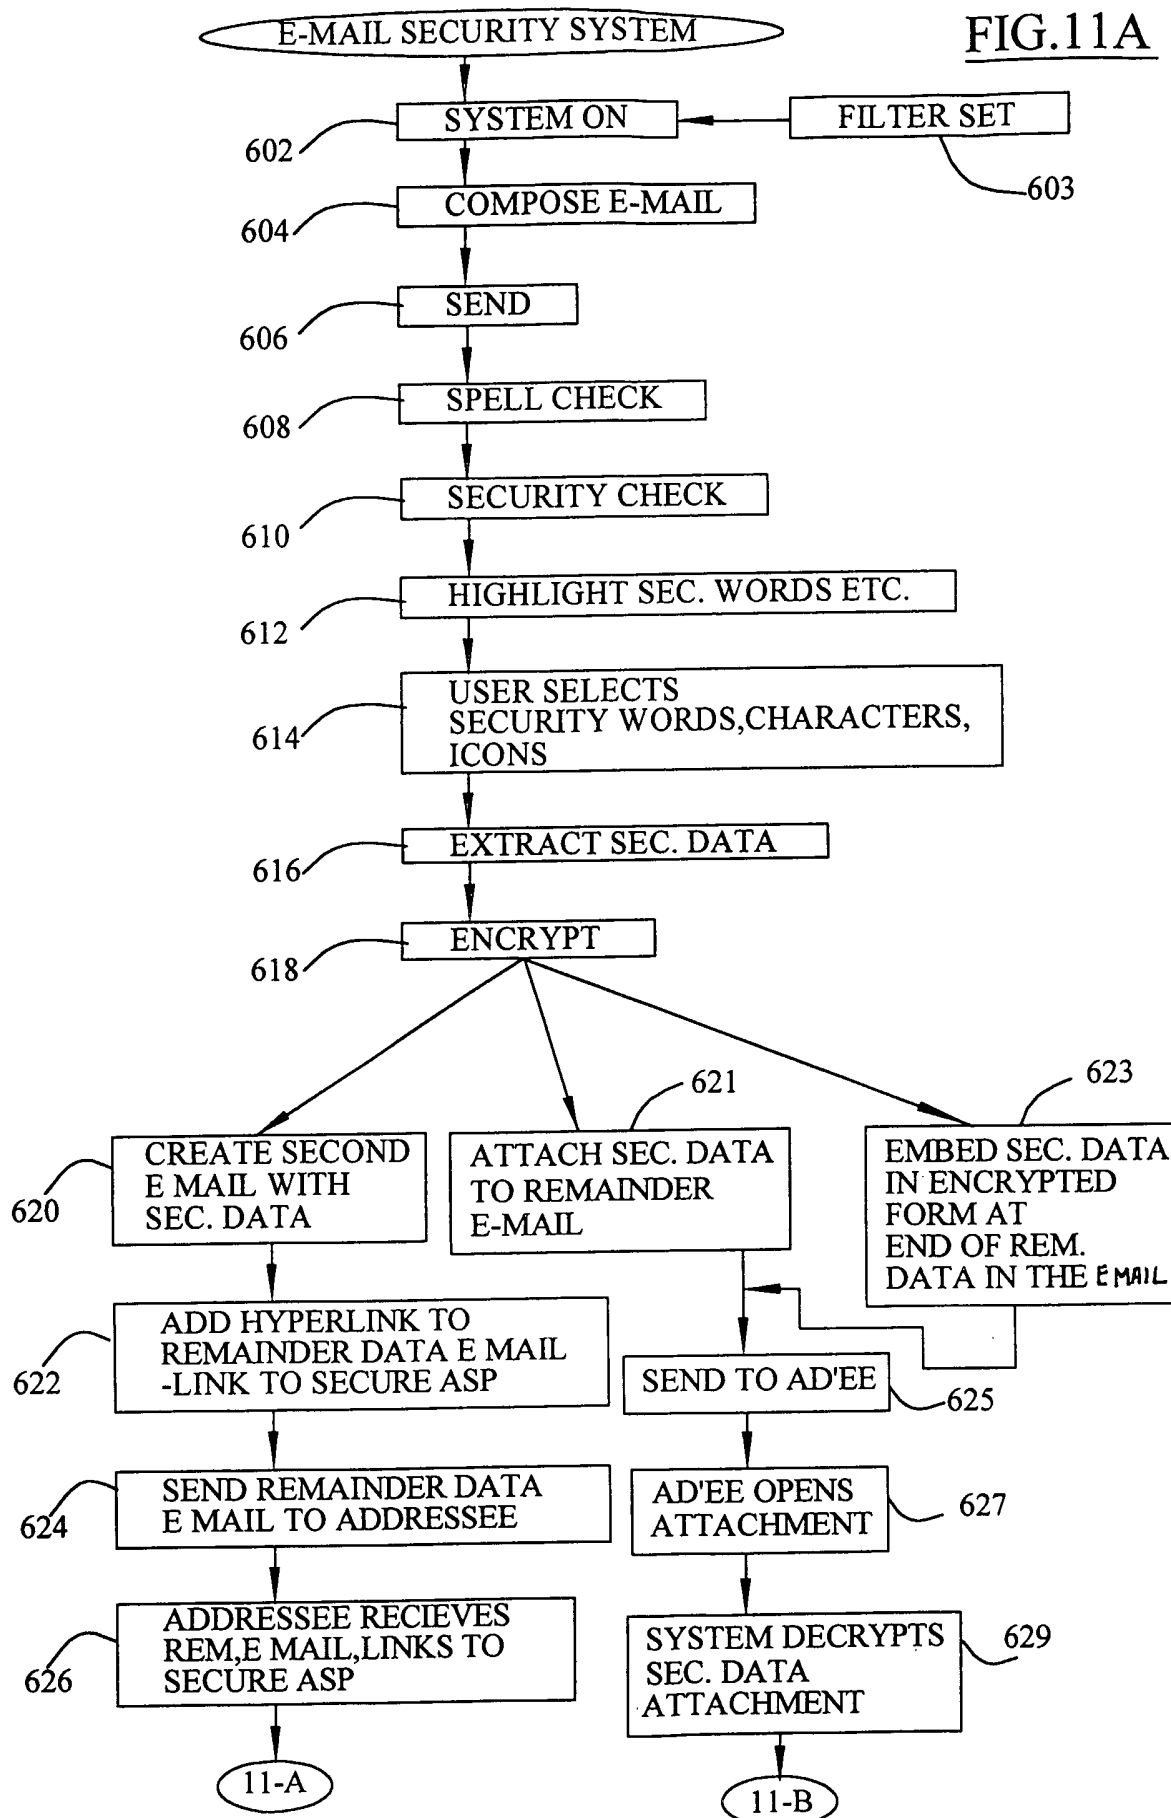 FIG.11A
E-MAIL SECURITY SYSTEM
SYSTEM ON
FILTER SET
602
603
COMPOSE E-MAIL
604
SEND
606
SPELL CHECK
608
SECURITY CHECK
610
HIGHLIGHT SEC. WORDS ETC.
612
USER SELECTS
SECURITY WORDS,CHARACTERS,
ICONS
614
EXTRACT SEC. DATA
616
ENCRYPT
618
CREATE SECOND
E MAIL WITH
SEC. DATA
620
621
ATTACH SEC. DATA
TO REMAINDER
E-MAIL
623
EMBED SEC. DATA
IN ENCRYPTED
FORM AT
END OF REM.
DATA IN THE EMAIL
ADD HYPERLINK TO
REMAINDER DATA E MAIL
-LINK TO SECURE ASP
622
SEND TO AD'EE
625
SEND REMAINDER DATA
E MAIL TO ADDRESSEE
624
AD'EE OPENS
ATTACHMENT
627
ADDRESSEE RECIEVES
REM,E MAIL,LINKS TO
SECURE ASP
626
SYSTEM DECRYPTS
SEC. DATA
ATTACHMENT
629
11-A
11-B